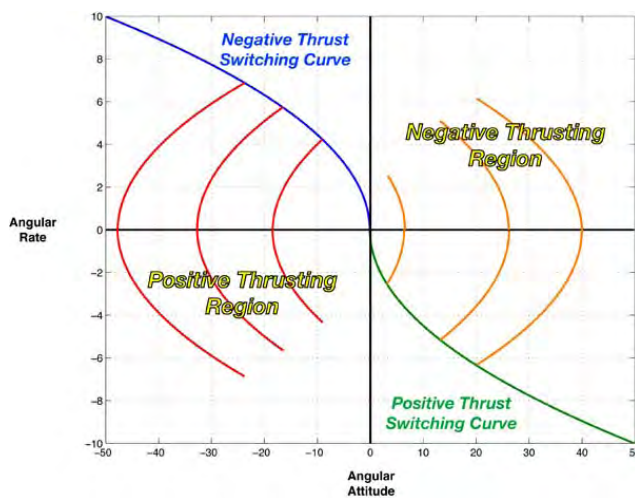 10
8
6
4
2
0
−2
−4
−6
−8
−10
Negative Thrust
Switching Curve
Negative Thrusting
Region
Angular
Rate
Positive Thrusting
Region
Positive Thrust
Switching Curve
−50
−40
−30
−20
−10
0
10
20
30
40
50
Angular
Attitude